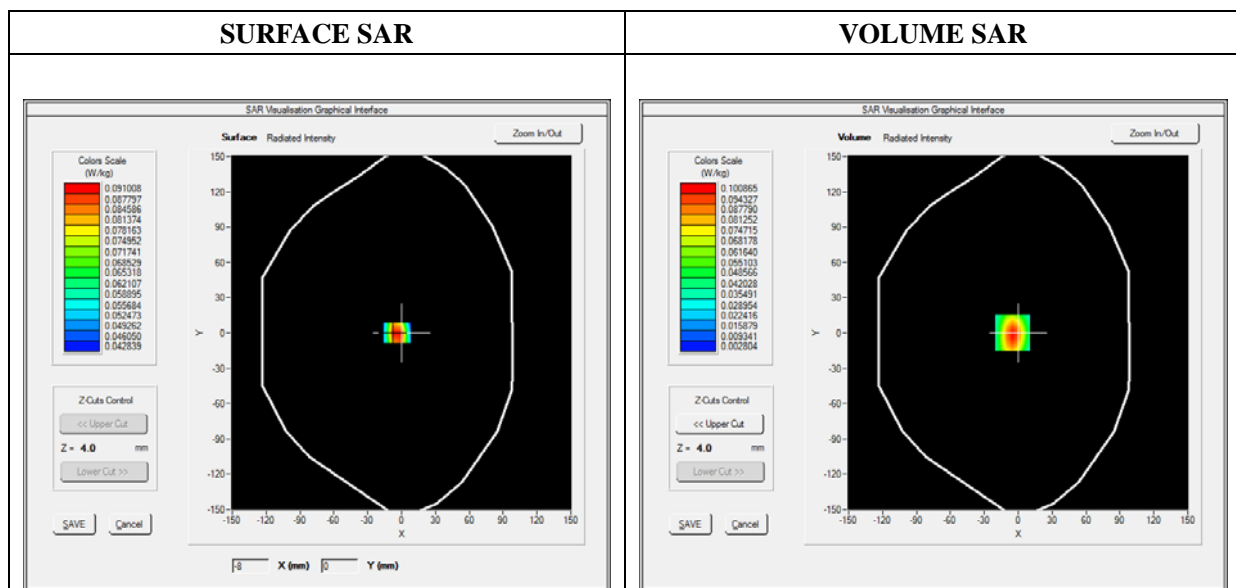 SURFACE SAR
VOLUME SAR
SAR Visualisation Graphical Interface
Surface Radiated Intensity
Zoom In/Out
Colors Scale
(W/kg)
0.091008
0.087797
0.084586
0.081374
0.078163
0.074952
0.071741
0.068529
0.065318
0.062107
0.058895
0.055684
0.052473
0.049262
0.046050
0.042839
150
120
90
60
30
0
-30
-60
-90
-120
-150
Y
-150 -120 -90 -60 -30 0 30 60 90 120 150
X
Z-Cuts Control
<< Upper Cut
Z = 4.0 mm
Lower Cut >>
SAVE Cancel
-8 X (mm) 0 Y (mm)
SAR Visualisation Graphical Interface
Volume Radiated Intensity
Zoom In/Out
Colors Scale
(W/kg)
0.100865
0.094327
0.087790
0.081252
0.074715
0.068178
0.061640
0.055103
0.048566
0.042028
0.035491
0.028954
0.022416
0.015879
0.009341
0.002804
150
120
90
60
30
0
-30
-60
-90
-120
-150
Y
-150 -120 -90 -60 -30 0 30 60 90 120 150
X
Z-Cuts Control
<< Upper Cut
Z = 4.0 mm
Lower Cut >>
SAVE Cancel